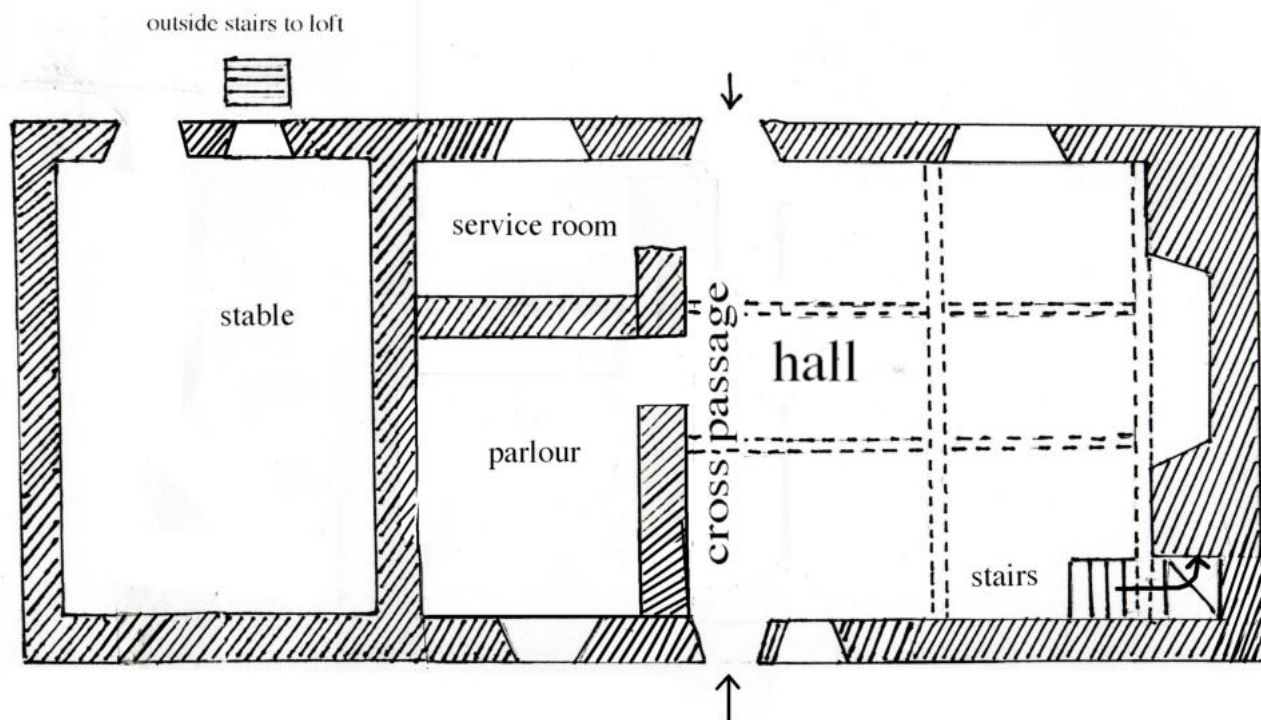 outside stairs to loft
service room
stable
cross passage
hall
parlour
stairs